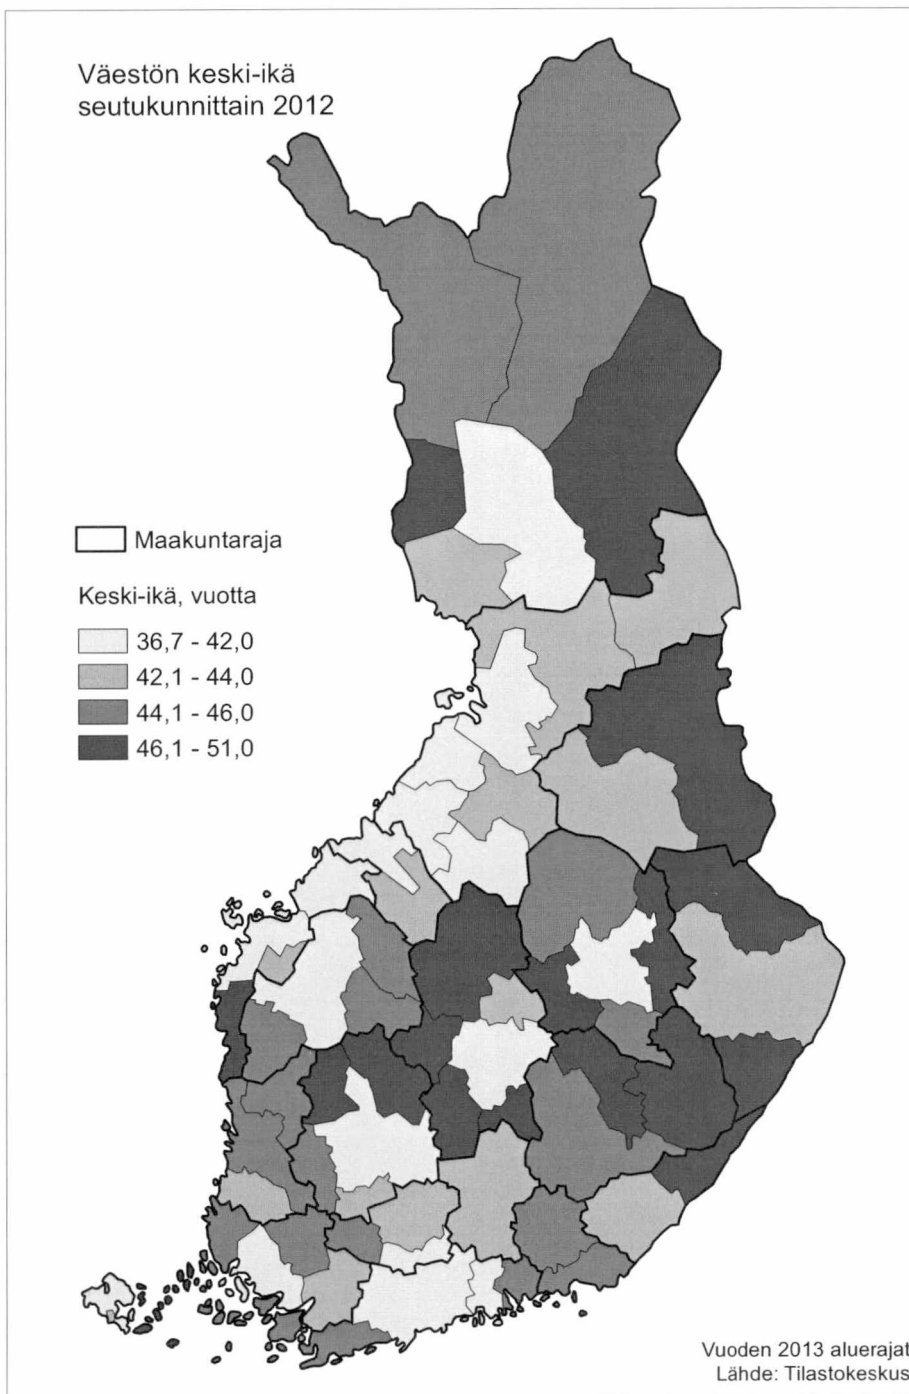 Väestön keski-ikä
seutukunnittain 2012
Maakuntaraja
Keski-ikä, vuotta
36,7 - 42,0
42,1 - 44,0
44,1 - 46,0
46,1 - 51,0
Vuoden 2013 aluerajat
Lähde: Tilastokeskus